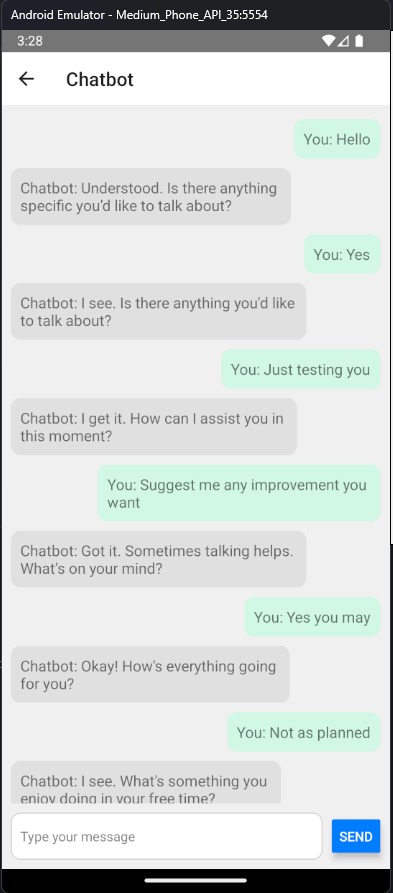 Android Emulator - Medium_Phone_API_35:5554
3:28
Chatbot
You: Hello
Chatbot: Understood. Is there anything
specific you'd like to talk about?
You: Yes
Chatbot: I see. Is there anything you'd like
to talk about?
You: Just testing you
Chatbot: I get it. How can I assist you in
this moment?
You: Suggest me any improvement you
want
Chatbot: Got it. Sometimes talking helps.
What's on your mind?
You: Yes you may
Chatbot: Okay! How's everything going
for you?
You: Not as planned
Chatbot: I see. What's something you
enjoy doing in your free time?
Type your message
SEND